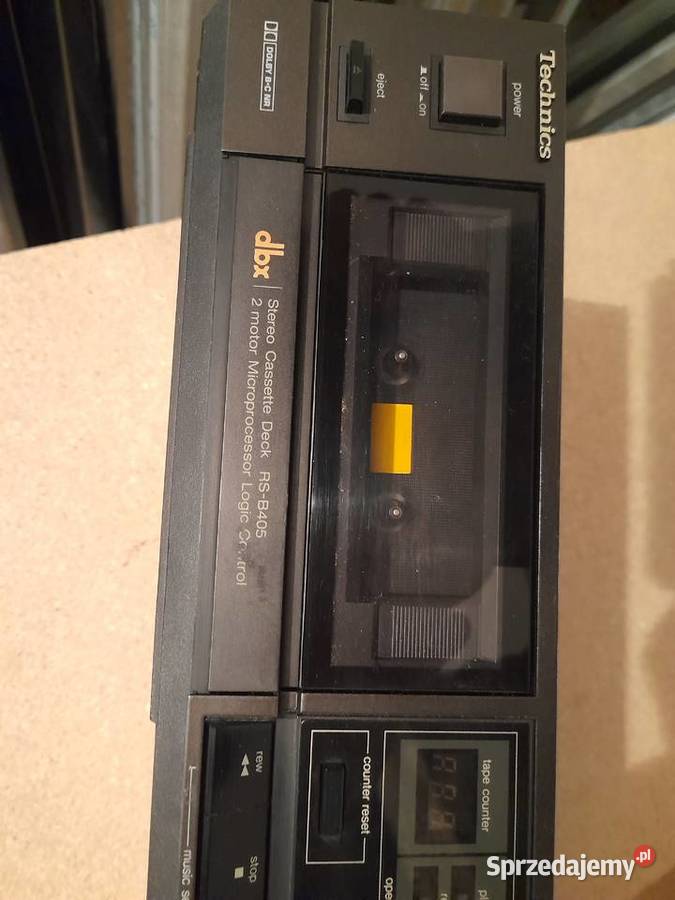 Technics
power
off on
eject
DOLBY B-C NR
dbx
Stereo Cassette Deck RS-B405
2 motor Microprocessor Logic Control
tape counter
counter reset
rew
stop
music
Sprzedajemy.pl